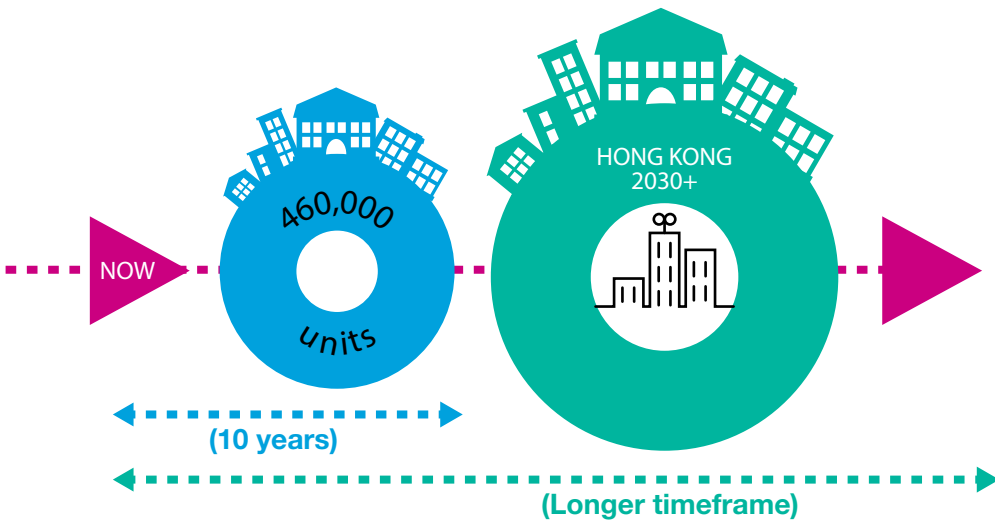 NOW
460,000
units
HONG KONG
2030+
(10 years)
(Longer timeframe)